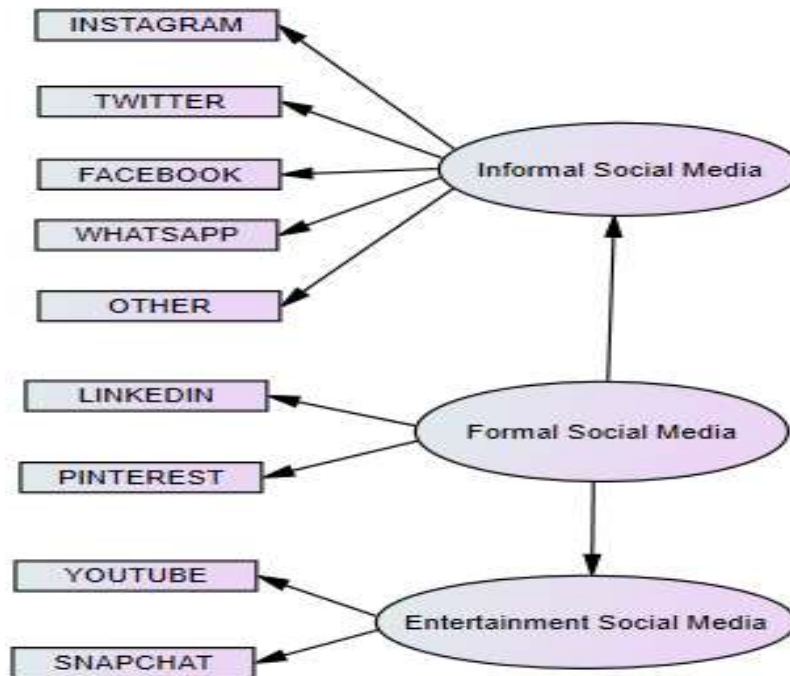 INSTAGRAM
TWITTER
FACEBOOK
WHATSAPP
OTHER
Informal Social Media
LINKEDIN
PINTEREST
Formal Social Media
YOUTUBE
SNAPCHAT
Entertainment Social Media